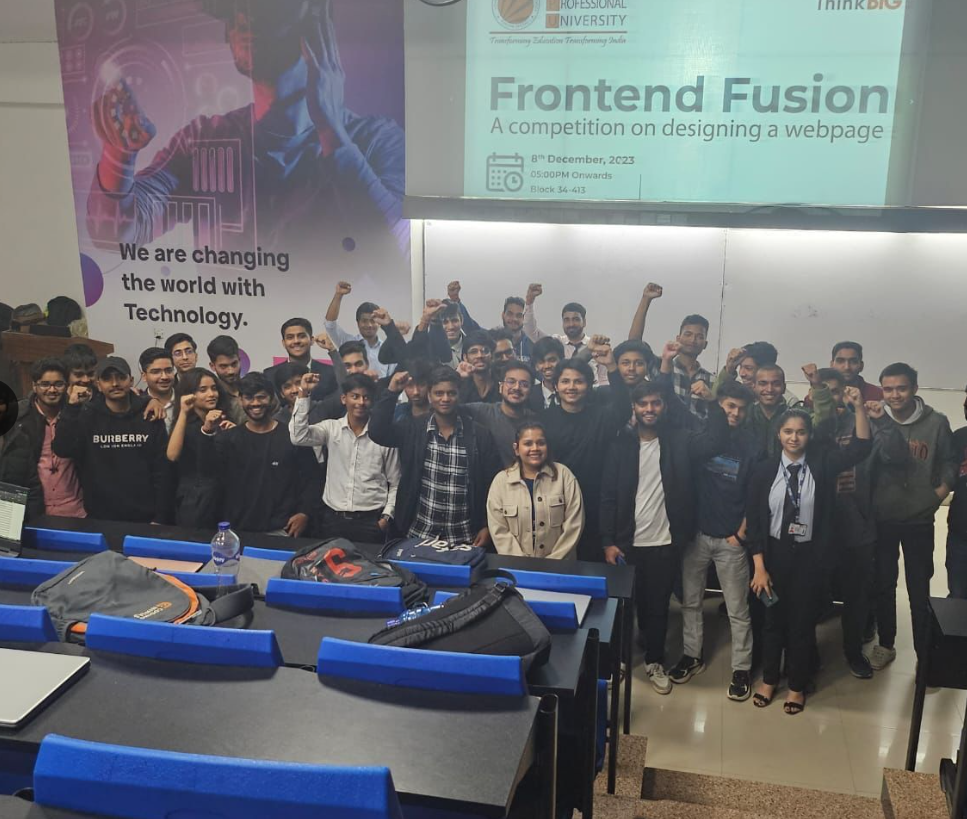 PROFESSIONAL
UNIVERSITY
Transforming Education Transforming India
ThinkBIG
Frontend Fusion
A competition on designing a webpage
8th December, 2023
05:00PM Onwards
Block 34-413
We are changing
the world with
Technology.
BURBERRY